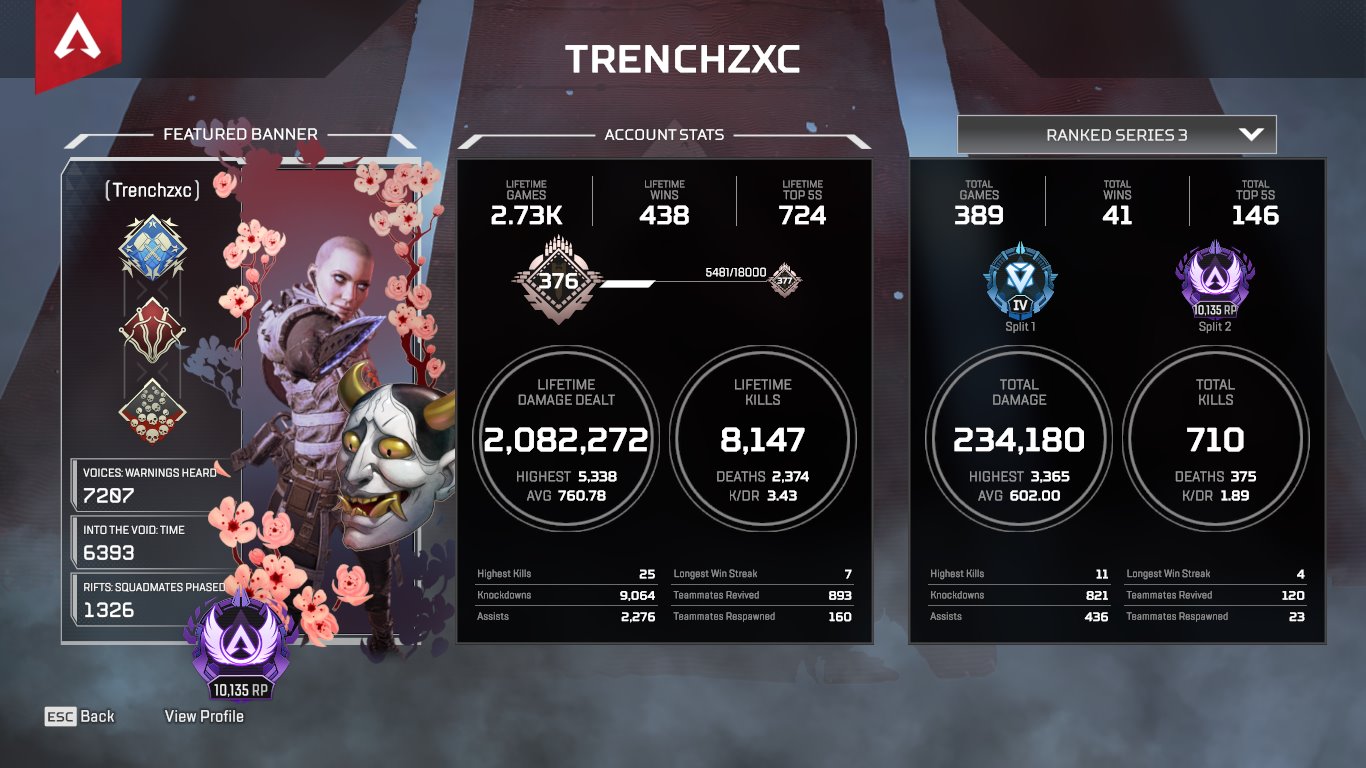 TRENCHZXC
FEATURED BANNER
(Trenchzxc)
VOICES: WARNINGS HEARD
7207
INTO THE VOID: TIME
6393
RIFTS: SQUADMATES PHASED
1326
10,135 RP
ACCOUNT STATS
LIFETIME
GAMES
2.73K
LIFETIME
WINS
438
LIFETIME
TOP 5S
724
376
5481/18000
377
LIFETIME
DAMAGE DEALT
2,082,272
HIGHEST 5,338
AVG 760.78
LIFETIME
KILLS
8,147
DEATHS 2,374
K/DR 3.43
Highest Kills 25
Knockdowns 9,064
Assists 2,276
Longest Win Streak 7
Teammates Revived 893
Teammates Respawned 160
RANKED SERIES 3
TOTAL
GAMES
389
TOTAL
WINS
41
TOTAL
TOP 5S
146
IV
Split 1
10,135 RP
Split 2
TOTAL
DAMAGE
234,180
HIGHEST 3,365
AVG 602.00
TOTAL
KILLS
710
DEATHS 375
K/DR 1.89
Highest Kills 11
Knockdowns 821
Assists 436
Longest Win Streak 4
Teammates Revived 120
Teammates Respawned 23
ESC Back
View Profile